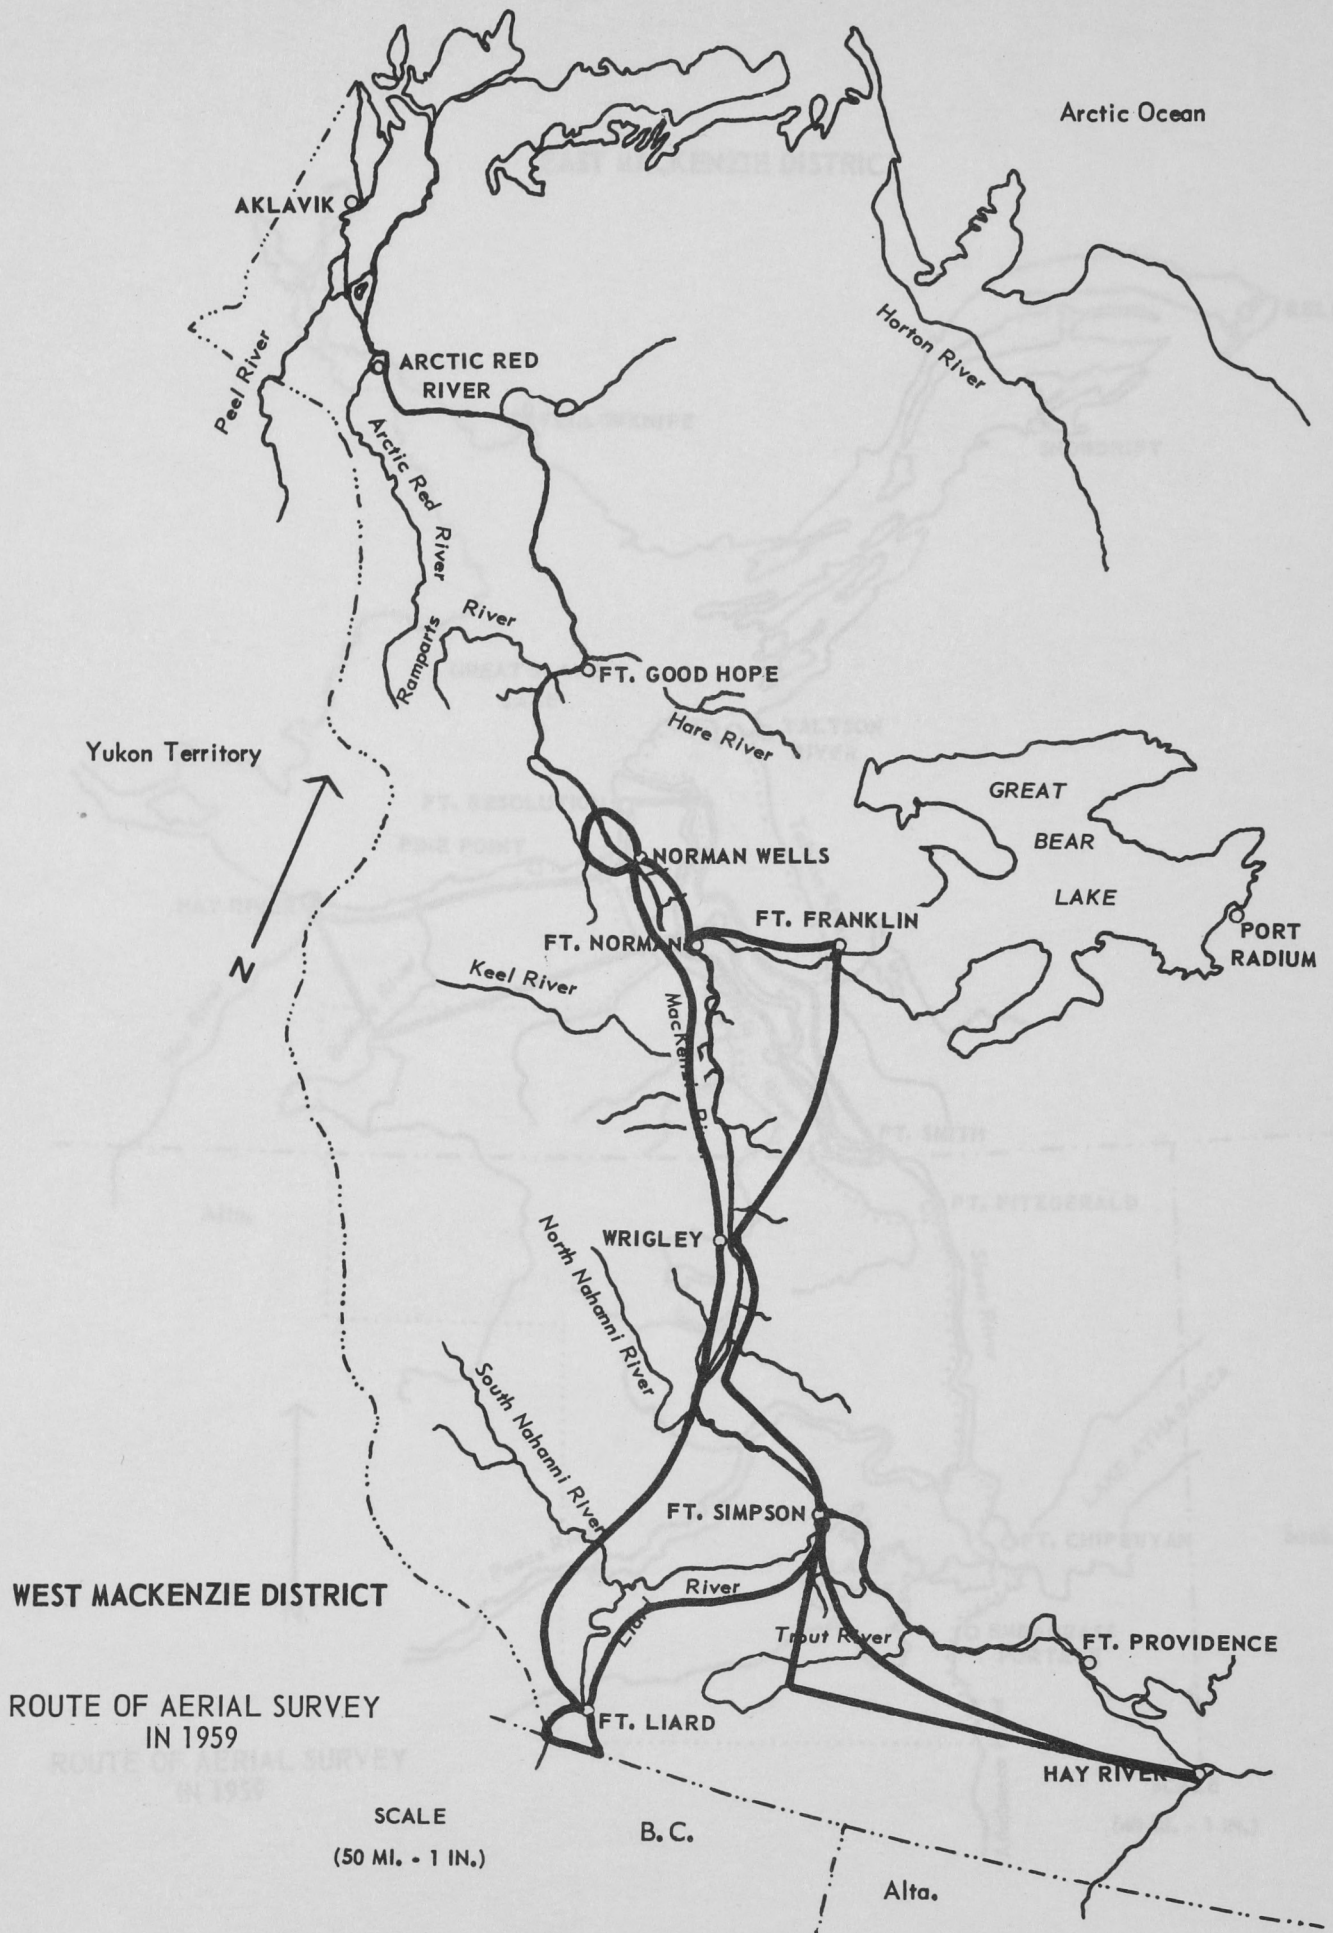 Arctic Ocean
AKLAVIK
Peel River
ARCTIC RED
RIVER
Horton River
Arctic Red River
Ramparts River
FT. GOOD HOPE
Hare River
Yukon Territory
N
GREAT
BEAR
LAKE
NORMAN WELLS
FT. FRANKLIN
PORT
RADIUM
FT. NORMAN
Keel River
MacKenzi River
WRIGLEY
North Nahanni River
South Nahanni River
FT. SIMPSON
WEST MACKENZIE DISTRICT
Liard River
Trout River
FT. PROVIDENCE
ROUTE OF AERIAL SURVEY
IN 1959
FT. LIARD
HAY RIVER
SCALE
(50 MI. - 1 IN.)
B.C.
Alta.